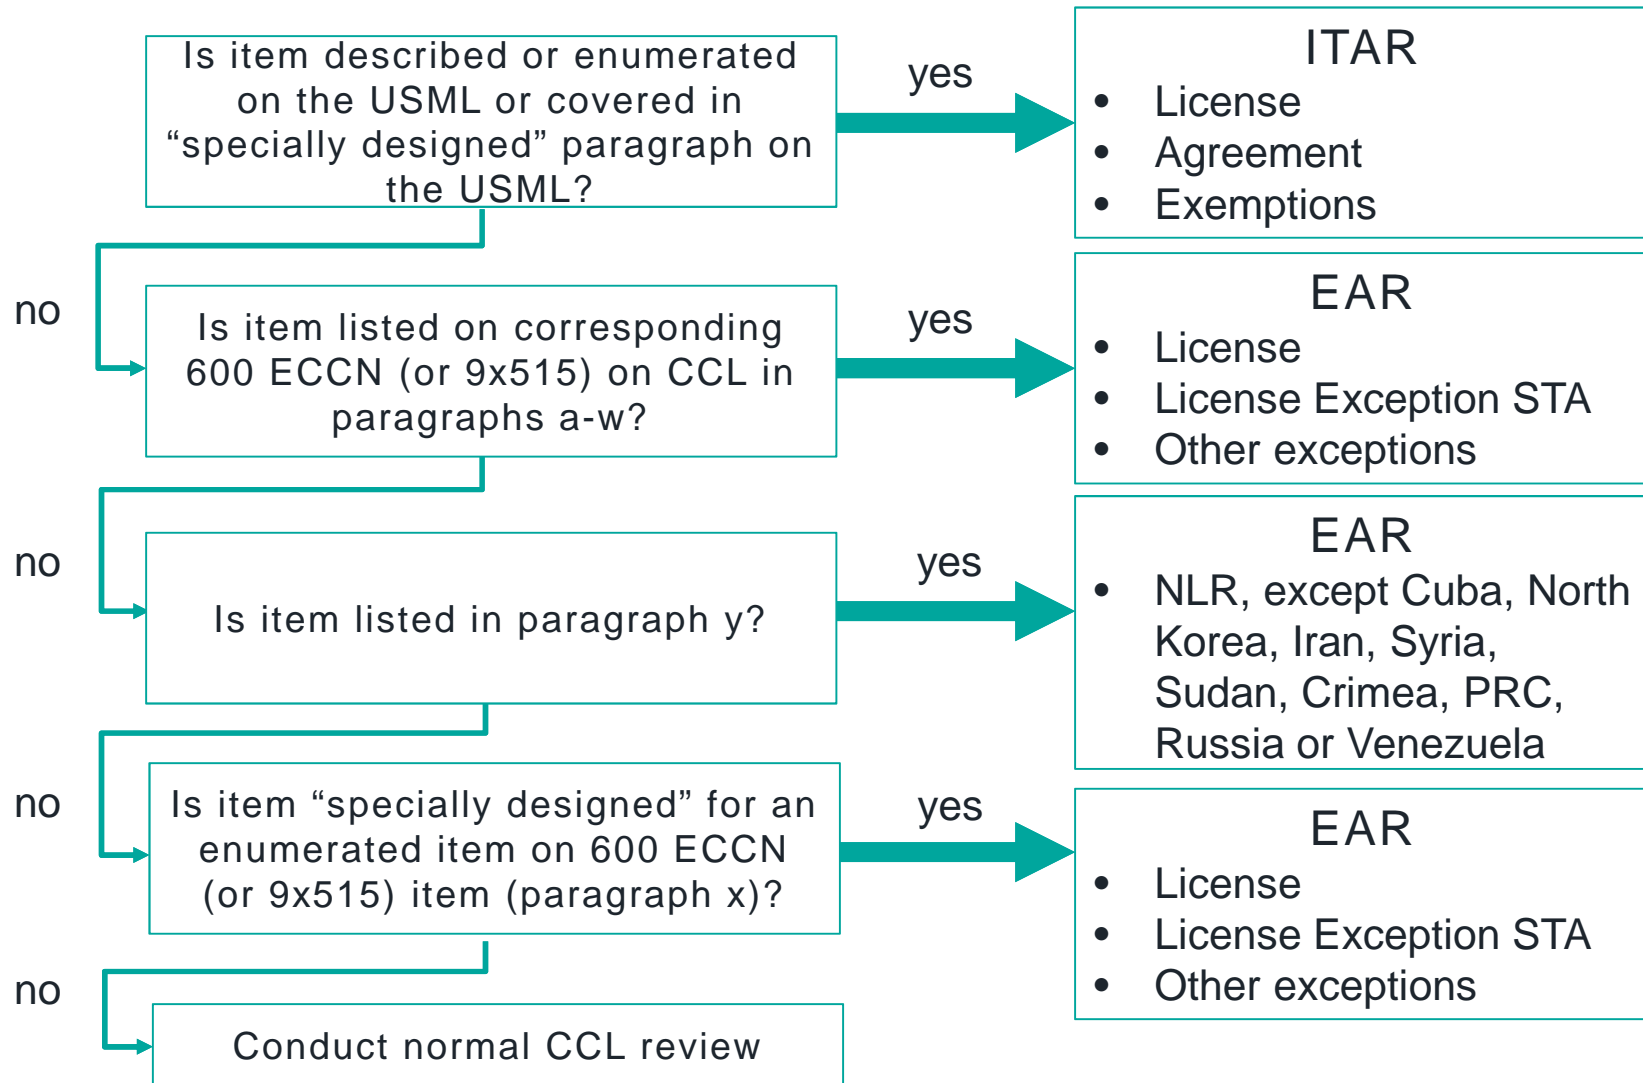 Is item described or enumerated
on the USML or covered in
“specially designed” paragraph on
the USML?
yes
ITAR
• License
• Agreement
• Exemptions
no
Is item listed on corresponding
600 ECCN (or 9x515) on CCL in
paragraphs a-w?
yes
EAR
• License
• License Exception STA
• Other exceptions
no
Is item listed in paragraph y?
yes
EAR
• NLR, except Cuba, North
Korea, Iran, Syria,
Sudan, Crimea, PRC,
Russia or Venezuela
no
Is item “specially designed” for an
enumerated item on 600 ECCN
(or 9x515) item (paragraph x)?
yes
EAR
• License
• License Exception STA
• Other exceptions
no
Conduct normal CCL review